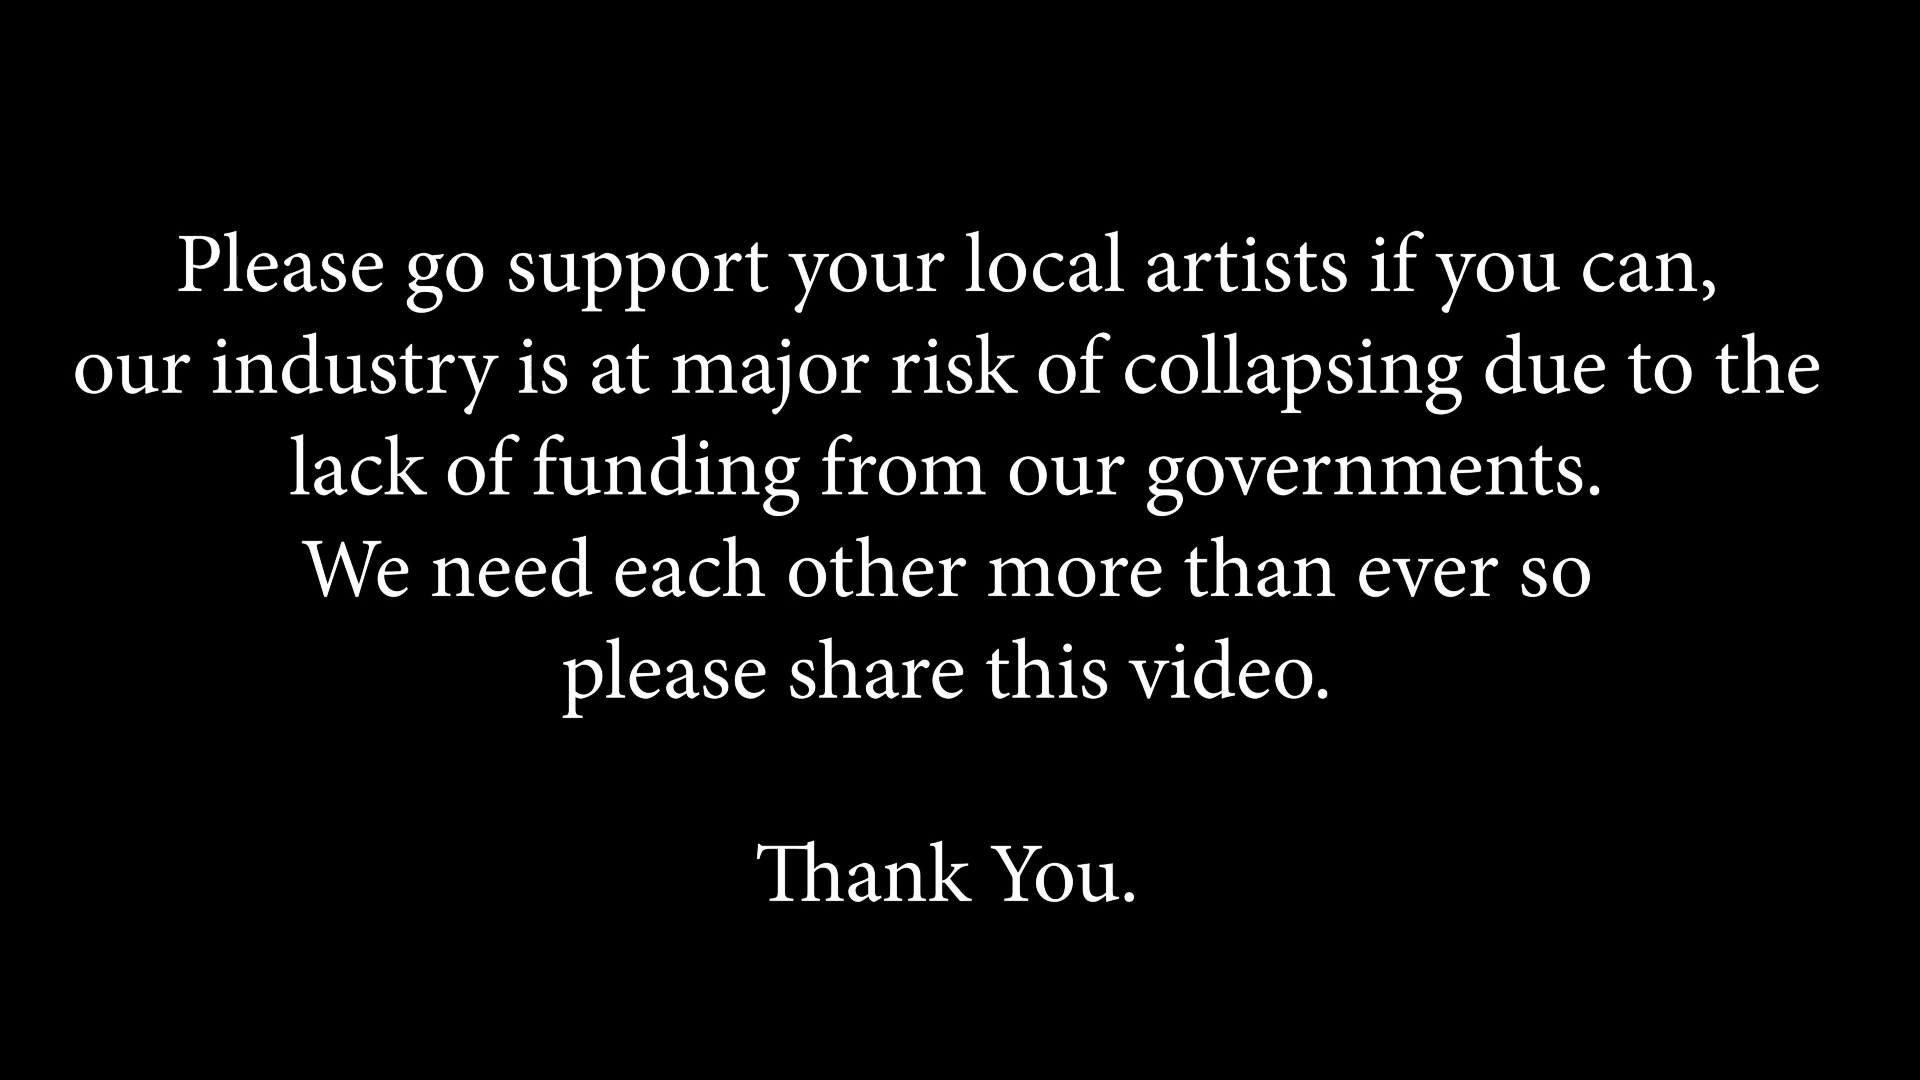 Please go support your local artists if you can,
our industry is at major risk of collapsing due to the
lack of funding from our governments.
We need each other more than ever so
please share this video.
Thank You.